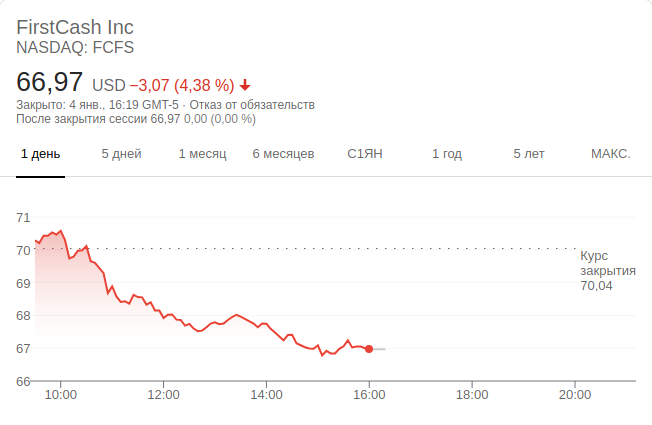 FirstCash Inc
NASDAQ: FCFS
66,97 USD −3,07 (4,38 %)
Закрыто: 4 янв., 16:19 GMT-5 · Отказ от обязательств
После закрытия сессии 66,97 0,00 (0,00 %)
1 день 5 дней 1 месяц 6 месяцев С1ЯН 1 год 5 лет МАКС.
71
70
69
68
67
66
Курс
закрытия
70,04
10:00 12:00 14:00 16:00 18:00 20:00